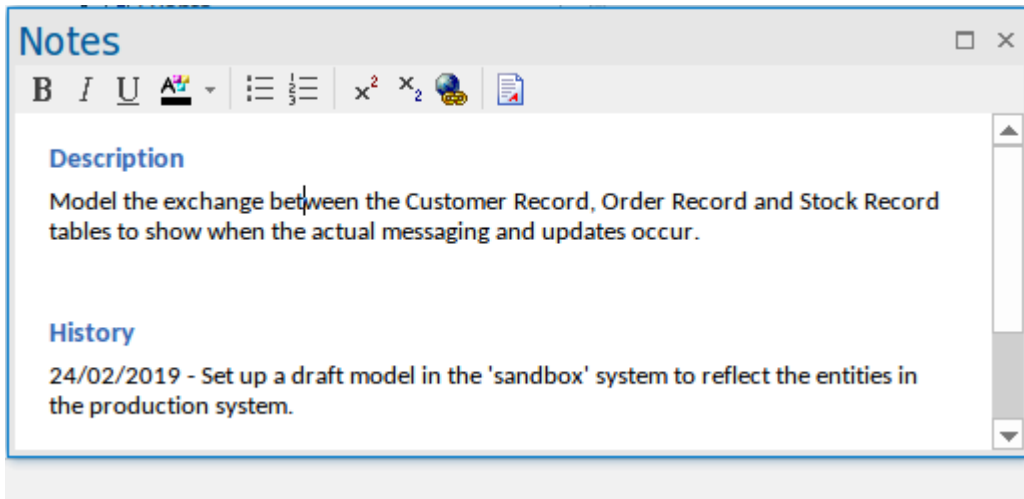 Notes
B I U A x² x₂
Description
Model the exchange between the Customer Record, Order Record and Stock Record
tables to show when the actual messaging and updates occur.
History
24/02/2019 - Set up a draft model in the 'sandbox' system to reflect the entities in
the production system.